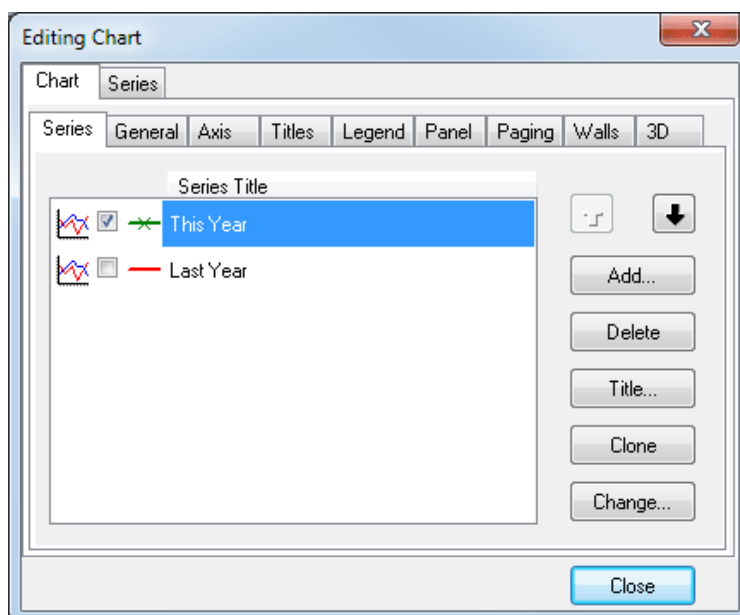 Editing Chart
Chart Series
Series General Axis Titles Legend Panel Paging Walls 3D
Series Title
This Year
Last Year
Add...
Delete
Title...
Clone
Change...
Close